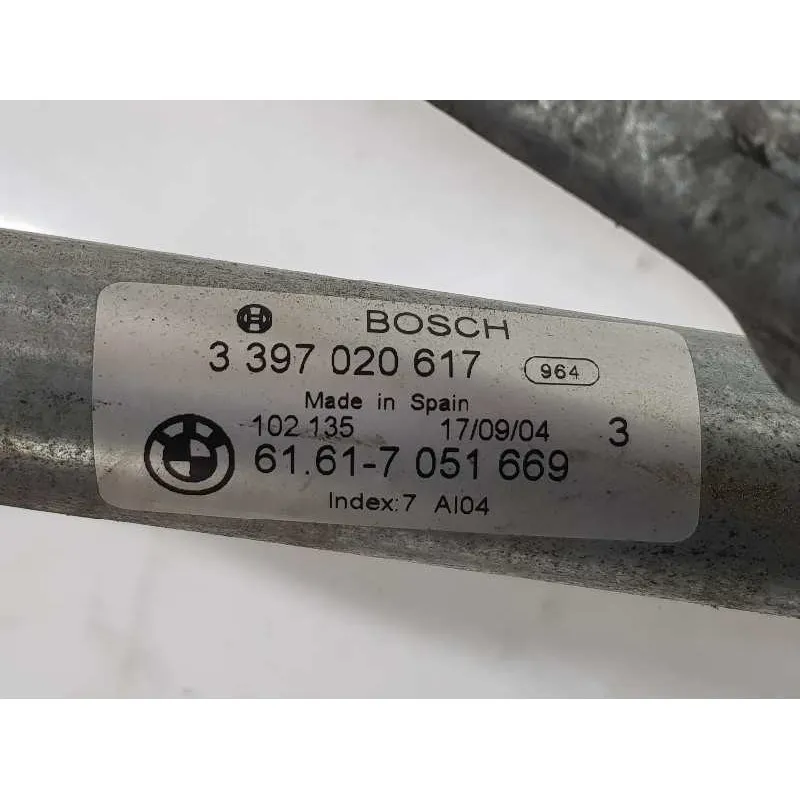 BOSCH
3 397 020 617 964
Made in Spain
102 135 17/09/04 3
61.61-7 051 669
Index:7 AI04